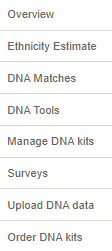 Overview
Ethnicity Estimate
DNA Matches
DNA Tools
Manage DNA kits
Surveys
Upload DNA data
Order DNA kits